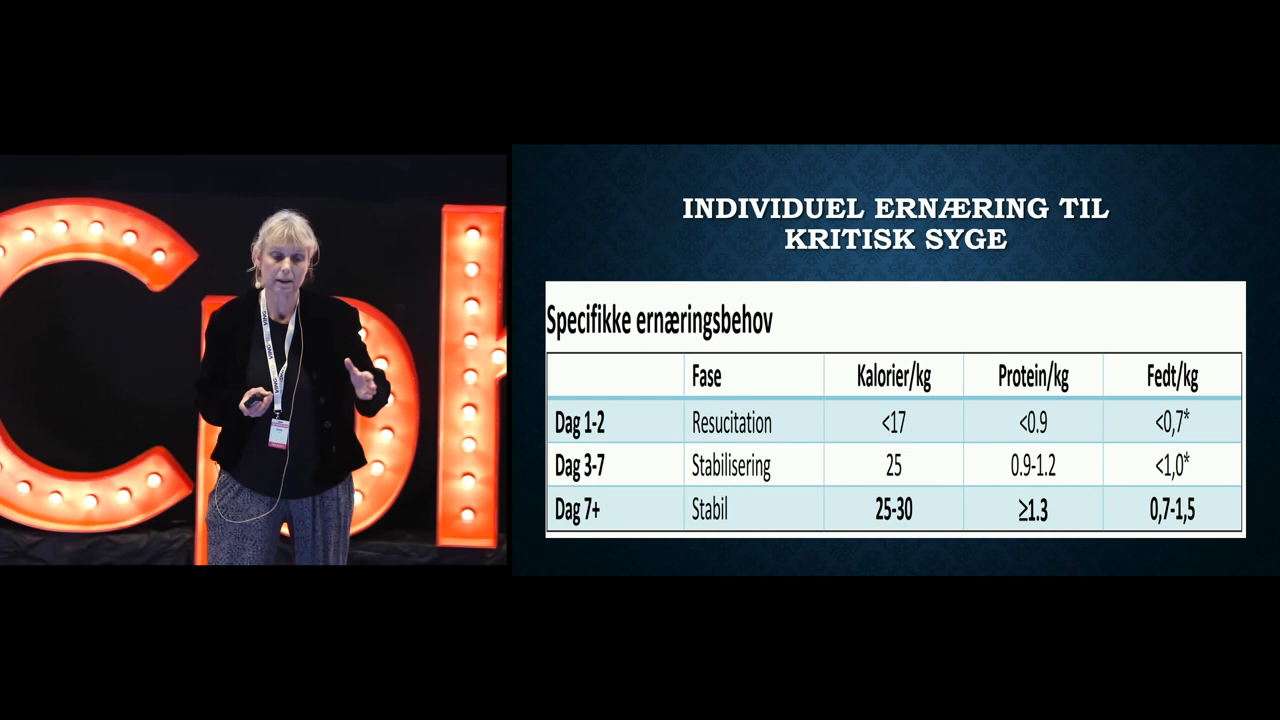 Cph
INDIVIDUEL ERNÆRING TIL
KRITISK SYGE
Specifikke ernæringsbehov
Fase Kalorier/kg Protein/kg Fedt/kg
Dag 1-2 Resucitation <17 <0.9 <0,7*
Dag 3-7 Stabilisering 25 0.9-1.2 <1,0*
Dag 7+ Stabil 25-30 ≥1.3 0,7-1,5